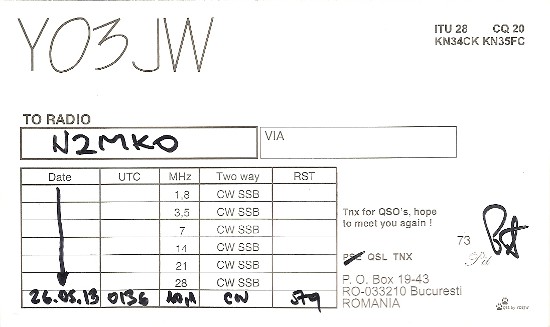 YO3JW
ITU 28 CQ 20
KN34CK KN35FC
TO RADIO
N2MKO
VIA
Date UTC MHz Two way RST
1.8 CW SSB
3.5 CW SSB
7 CW SSB
14 CW SSB
21 CW SSB
28 CW SSB
26.05.13 0136 CW 579
Tnx for QSO's, hope
to meet you again !
73 Pit
PSE QSL TNX
P. O. Box 19-43
RO-033210 Bucuresti
ROMANIA